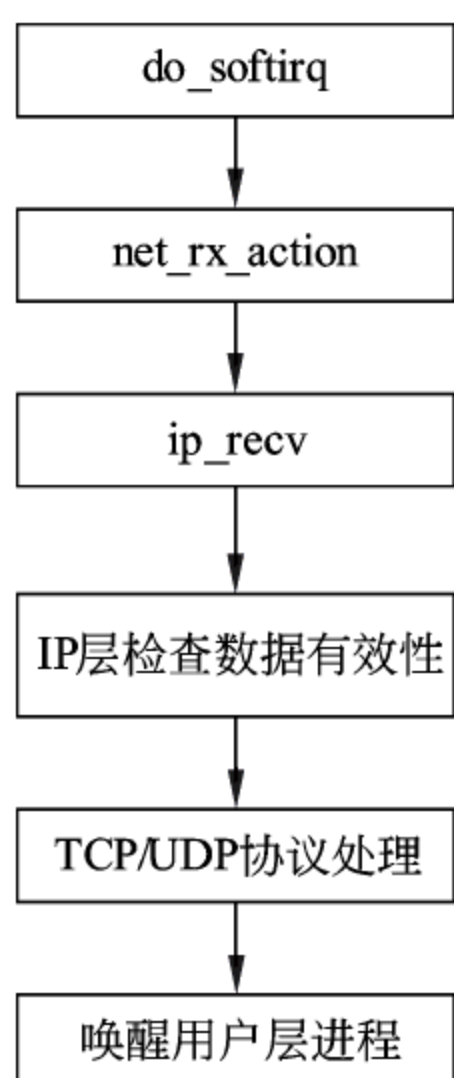 do_softirq
net_rx_action
ip_recv
IP层检查数据有效性
TCP/UDP协议处理
唤醒用户层进程